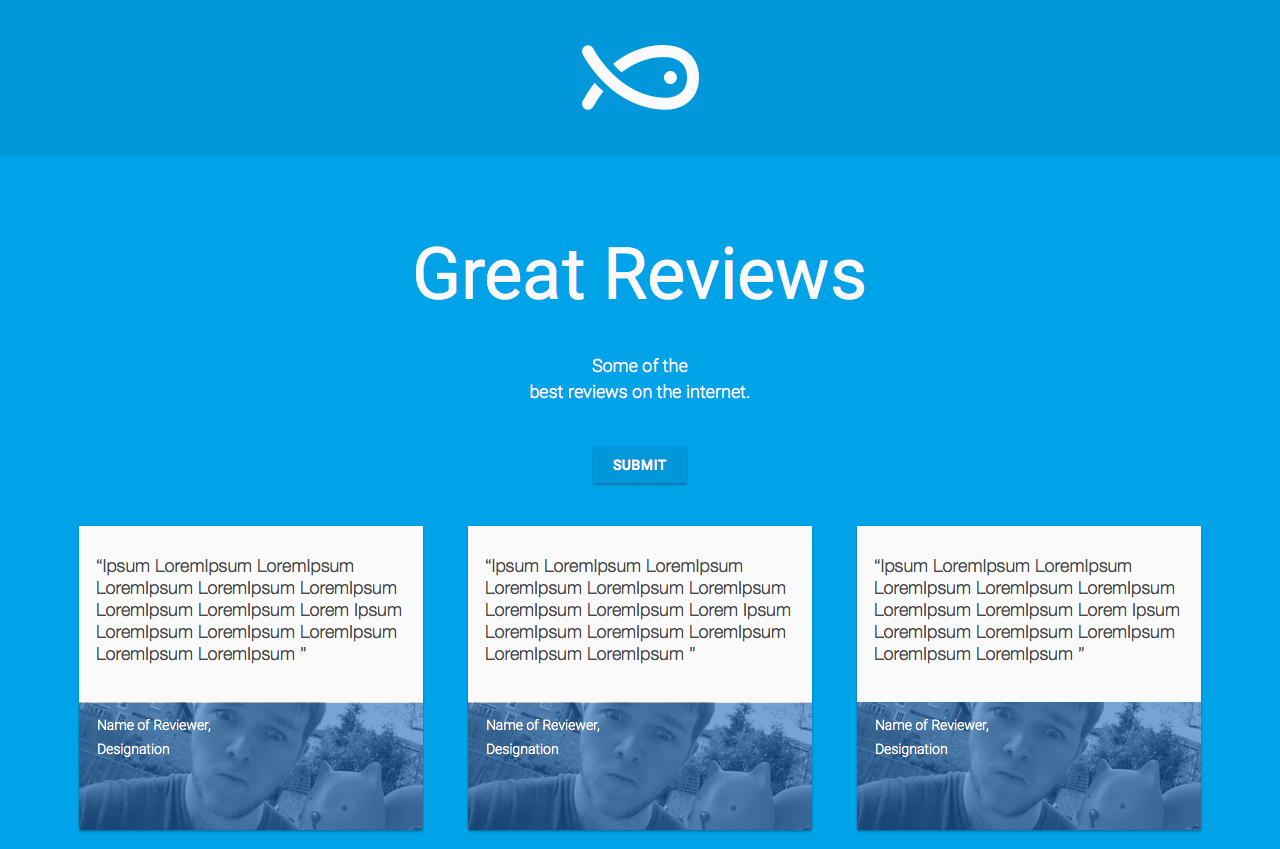 Great Reviews
Some of the
best reviews on the internet.
SUBMIT
“Ipsum LoremIpsum LoremIpsum
LoremIpsum LoremIpsum LoremIpsum
LoremIpsum LoremIpsum Lorem Ipsum
LoremIpsum LoremIpsum LoremIpsum
LoremIpsum LoremIpsum ”
Name of Reviewer,
Designation
“Ipsum LoremIpsum LoremIpsum
LoremIpsum LoremIpsum LoremIpsum
LoremIpsum LoremIpsum Lorem Ipsum
LoremIpsum LoremIpsum LoremIpsum
LoremIpsum LoremIpsum ”
Name of Reviewer,
Designation
“Ipsum LoremIpsum LoremIpsum
LoremIpsum LoremIpsum LoremIpsum
LoremIpsum LoremIpsum Lorem Ipsum
LoremIpsum LoremIpsum LoremIpsum
LoremIpsum LoremIpsum ”
Name of Reviewer,
Designation